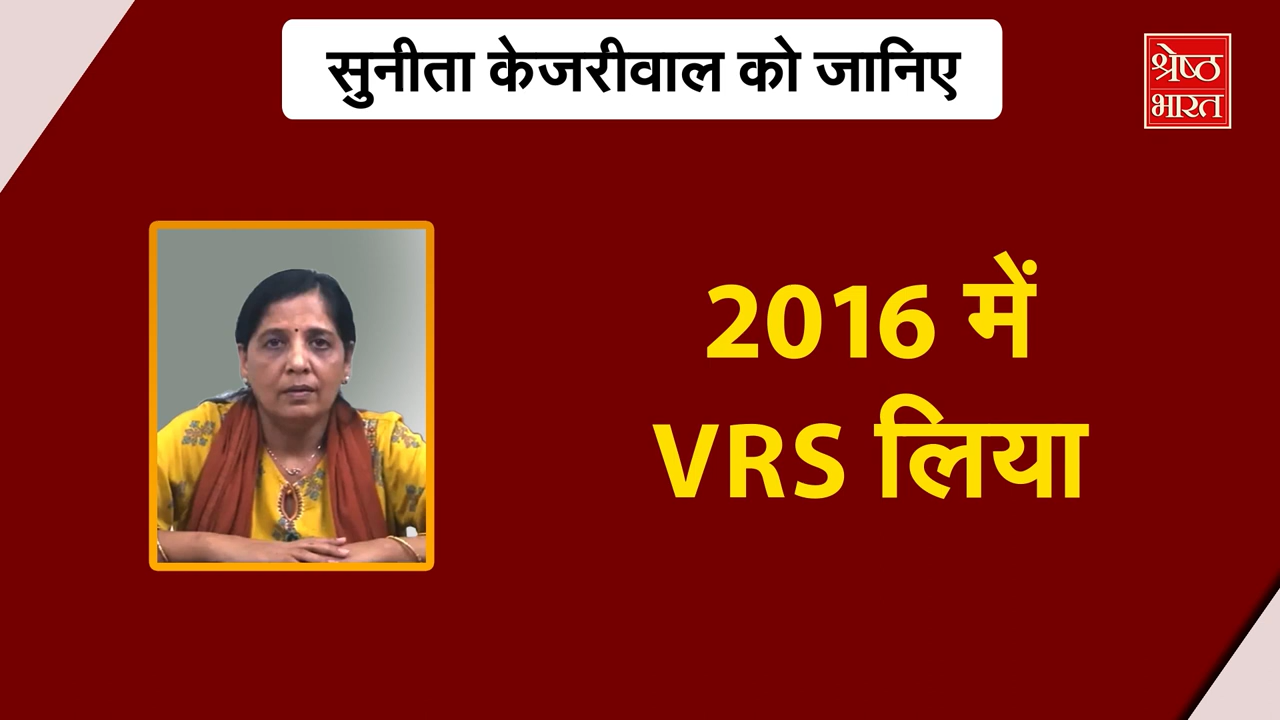 सुनीता केजरीवाल को जानिए
श्रेष्ठ
भारत
2016 में
VRS लिया